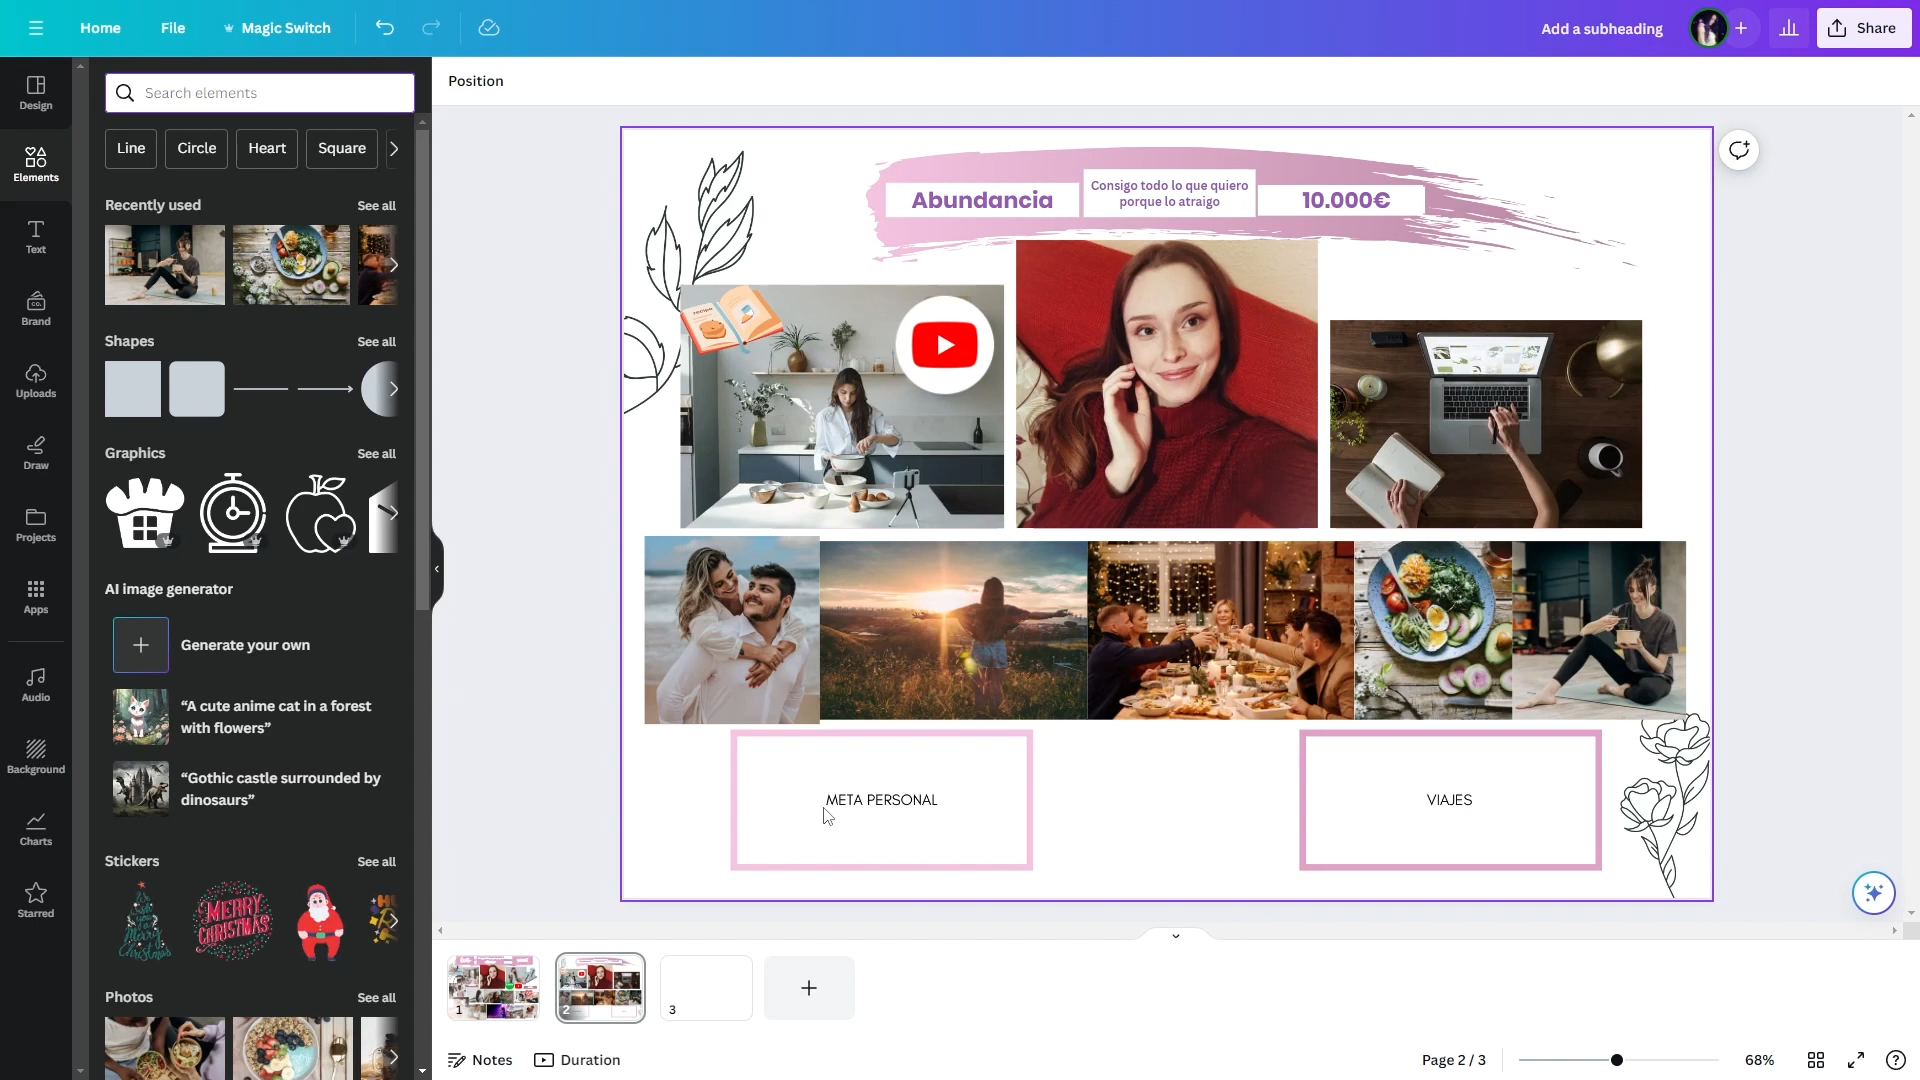 Home
File
Magic Switch
Add a subheading
Share
Design
Elements
Text
Brand
Uploads
Draw
Projects
Apps
Audio
Background
Charts
Starred
Search elements
Line
Circle
Heart
Square
Recently used
See all
Shapes
See all
Graphics
See all
AI image generator
Generate your own
“A cute anime cat in a forest
with flowers”
“Gothic castle surrounded by
dinosaurs”
Stickers
See all
MERRY
CHRISTMAS
Photos
See all
Position
Abundancia
Consigo todo lo que quiero
porque lo atraigo
10.000€
META PERSONAL
VIAJES
1
2
3
Notes
Duration
Page 2 / 3
68%